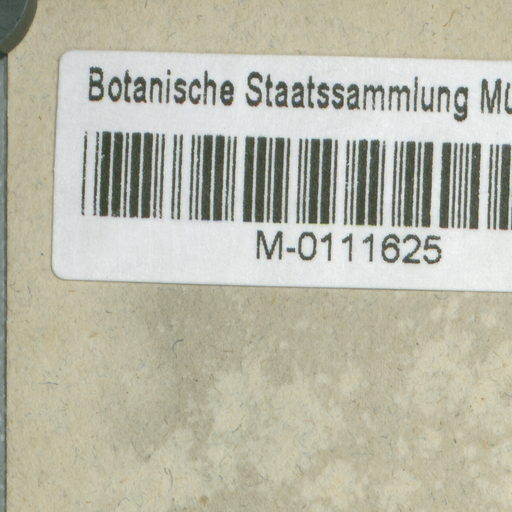 Botanische Staatssammlung Mü
M-0111625